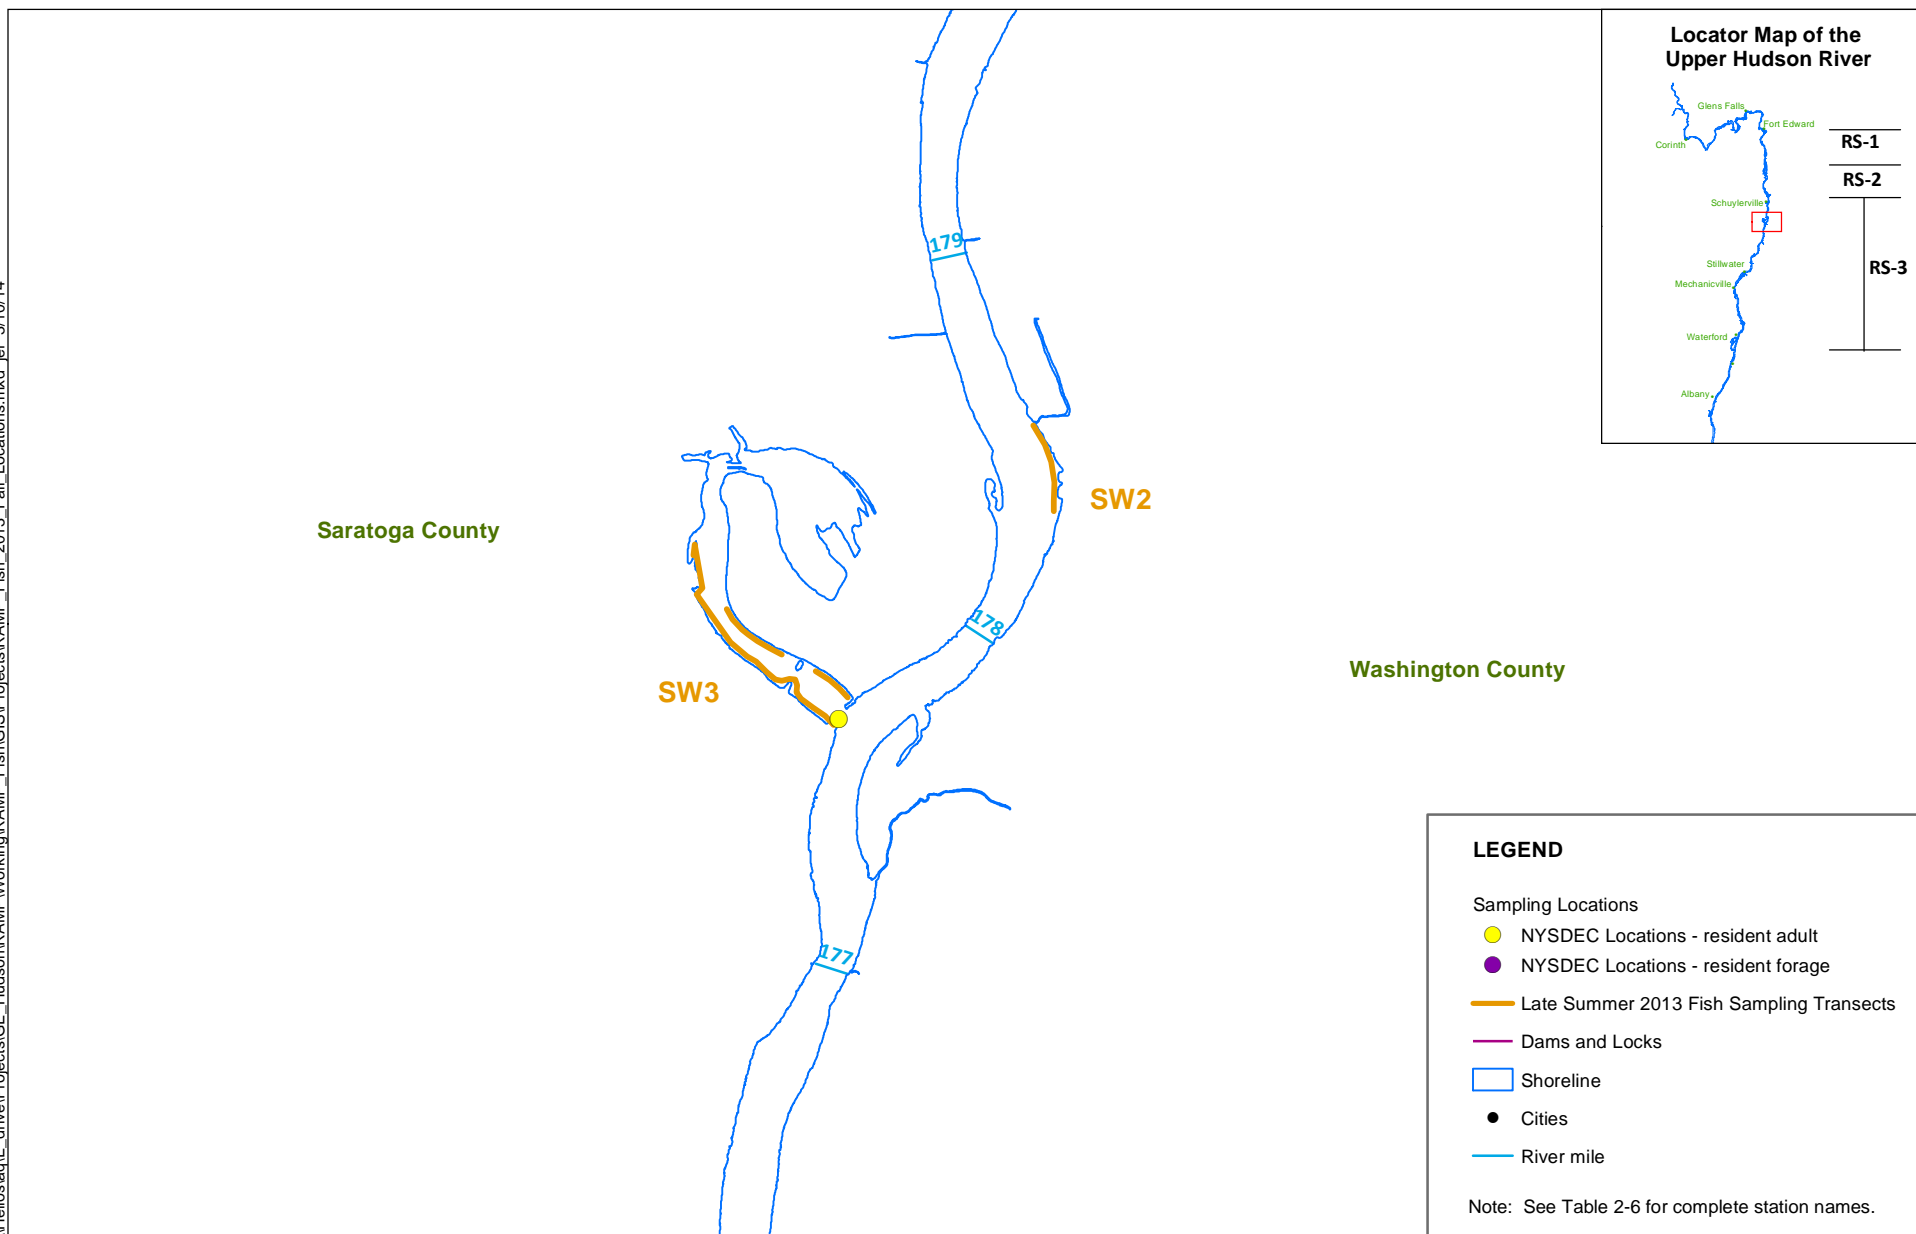 Locator Map of the
Upper Hudson River
Glens Falls
Fort Edward
Corinth
RS-1
RS-2
Schuylerville
Stillwater
RS-3
Mechanicville
Waterford
Albany
179
SW2
Saratoga County
178
Washington County
SW3
177
LEGEND
Sampling Locations
NYSDEC Locations - resident adult
NYSDEC Locations - resident forage
Late Summer 2013 Fish Sampling Transects
Dams and Locks
Shoreline
Cities
River mile
Note: See Table 2-6 for complete station names.